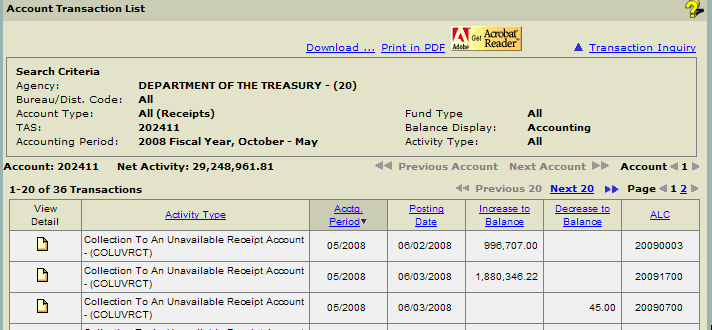 Account Transaction List
?
Download ... Print in PDF Adobe Get Acrobat Reader ▲ Transaction Inquiry
Search Criteria
Agency: DEPARTMENT OF THE TREASURY - (20)
Bureau/Dist. Code: All
Account Type: All (Receipts) Fund Type All
TAS: 202411 Balance Display: Accounting
Accounting Period: 2008 Fiscal Year, October - May Activity Type: All
Account: 202411 Net Activity: 29,248,961.81 Previous Account Next Account Account 1
1-20 of 36 Transactions Previous 20 Next 20 Page 1 2
View Detail Activity Type Acctg. Period▼ Posting Date Increase to Balance Decrease to Balance ALC
Collection To An Unavailable Receipt Account
- (COLUVRCT) 05/2008 06/02/2008 996,707.00 20090003
Collection To An Unavailable Receipt Account
- (COLUVRCT) 05/2008 06/03/2008 1,880,346.22 20091700
Collection To An Unavailable Receipt Account
- (COLUVRCT) 05/2008 06/03/2008 45.00 20090700